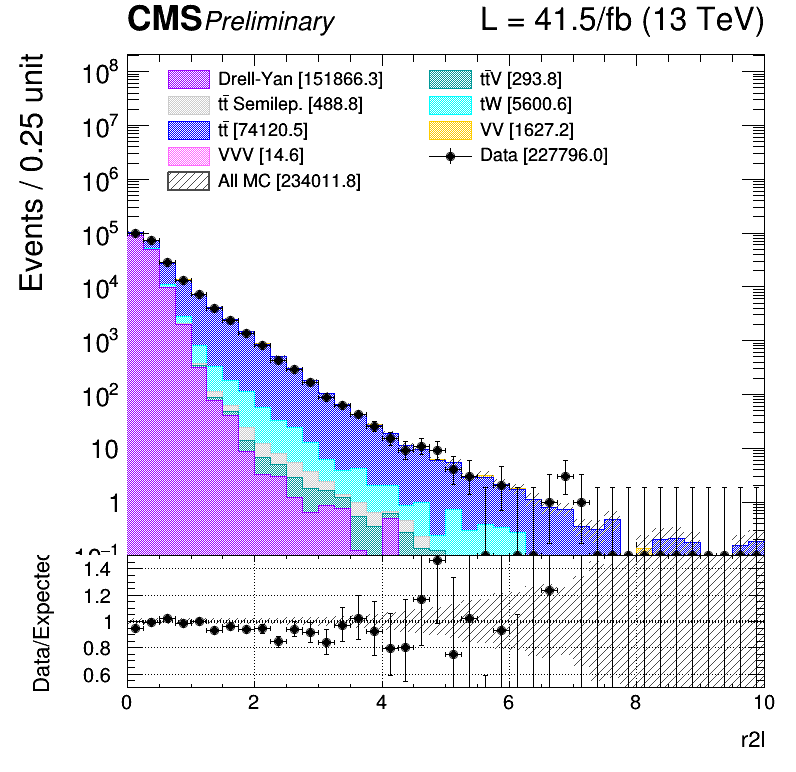 CMS Preliminary L = 41.5/fb (13 TeV)
Events / 0.25 unit
10⁸
10⁷
10⁶
10⁵
10⁴
10³
10²
10
1
10⁻¹
Drell-Yan [151866.3]
tt̄ Semilep. [488.8]
tt̄ [74120.5]
VVV [14.6]
All MC [234011.8]
tt̄V [293.8]
tW [5600.6]
VV [1627.2]
Data [227796.0]
Data/Expected
1.4
1.2
1
0.8
0.6
0 2 4 6 8 10
r2l